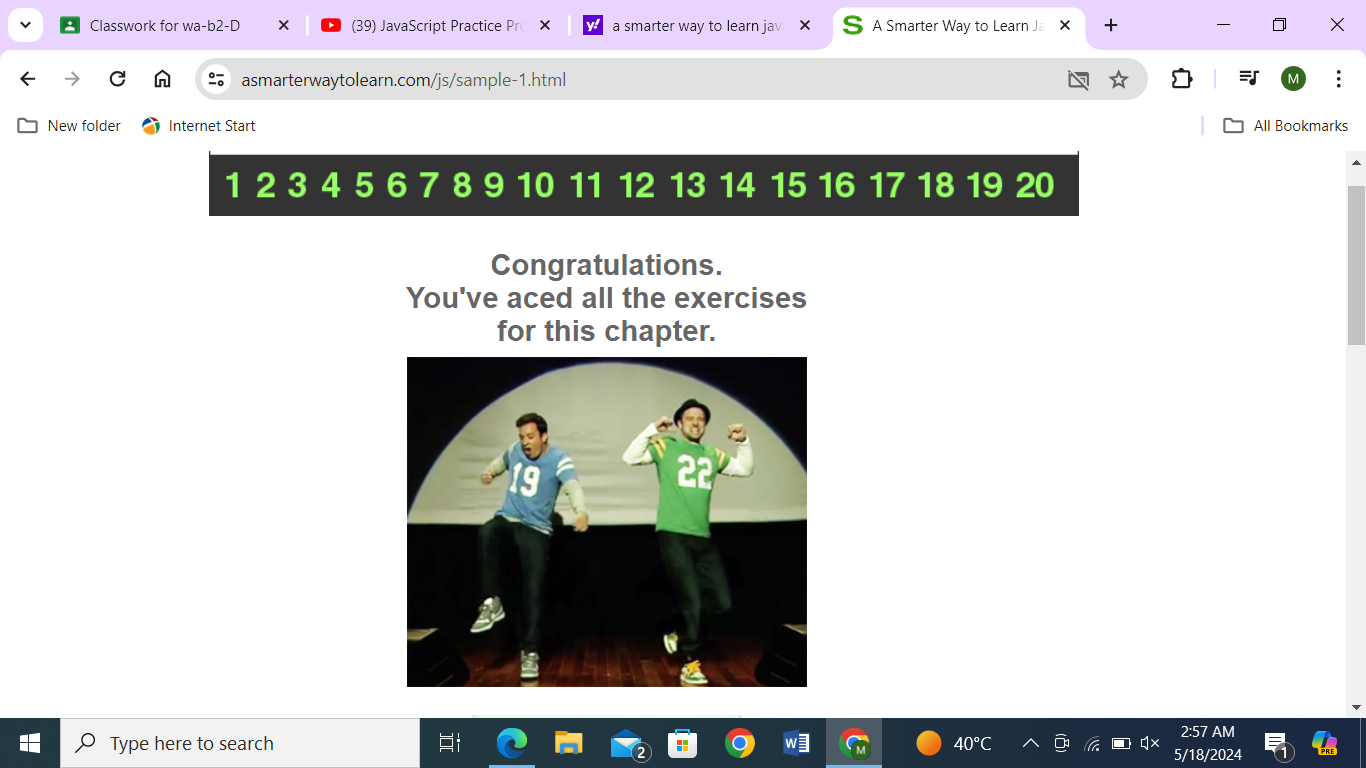 Classwork for wa-b2-D
(39) JavaScript Practice Pr
a smarter way to learn jav
A Smarter Way to Learn Ja
asmarterwaytolearn.com/js/sample-1.html
M
New folder
Internet Start
All Bookmarks
1 2 3 4 5 6 7 8 9 10 11 12 13 14 15 16 17 18 19 20
Congratulations.
You've aced all the exercises
for this chapter.
19
22
Type here to search
2
M
40°C
2:57 AM
5/18/2024
1
PRE